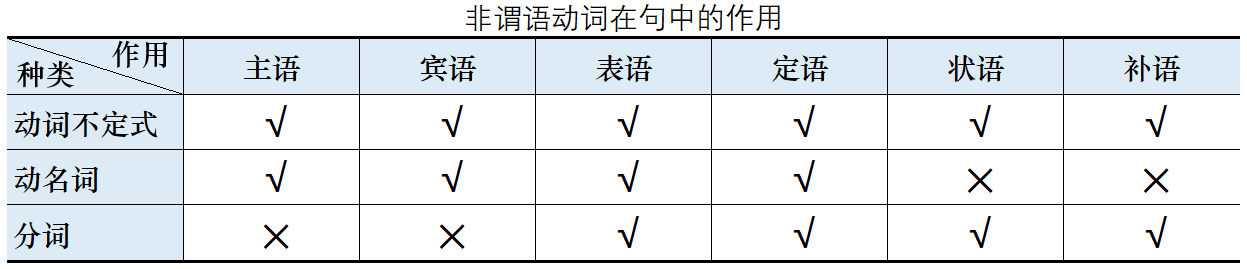 非谓语动词在句中的作用
种类 作用 主语 宾语 表语 定语 状语 补语
动词不定式 √ √ √ √ √ √
动名词 √ √ √ √ × ×
分词 × × √ √ √ √